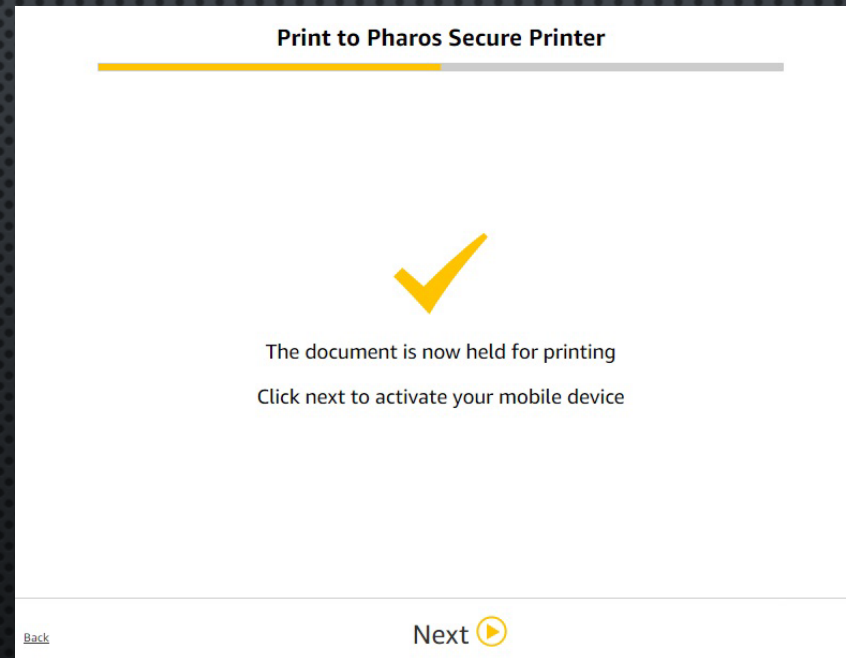 Print to Pharos Secure Printer
The document is now held for printing
Click next to activate your mobile device
Back
Next